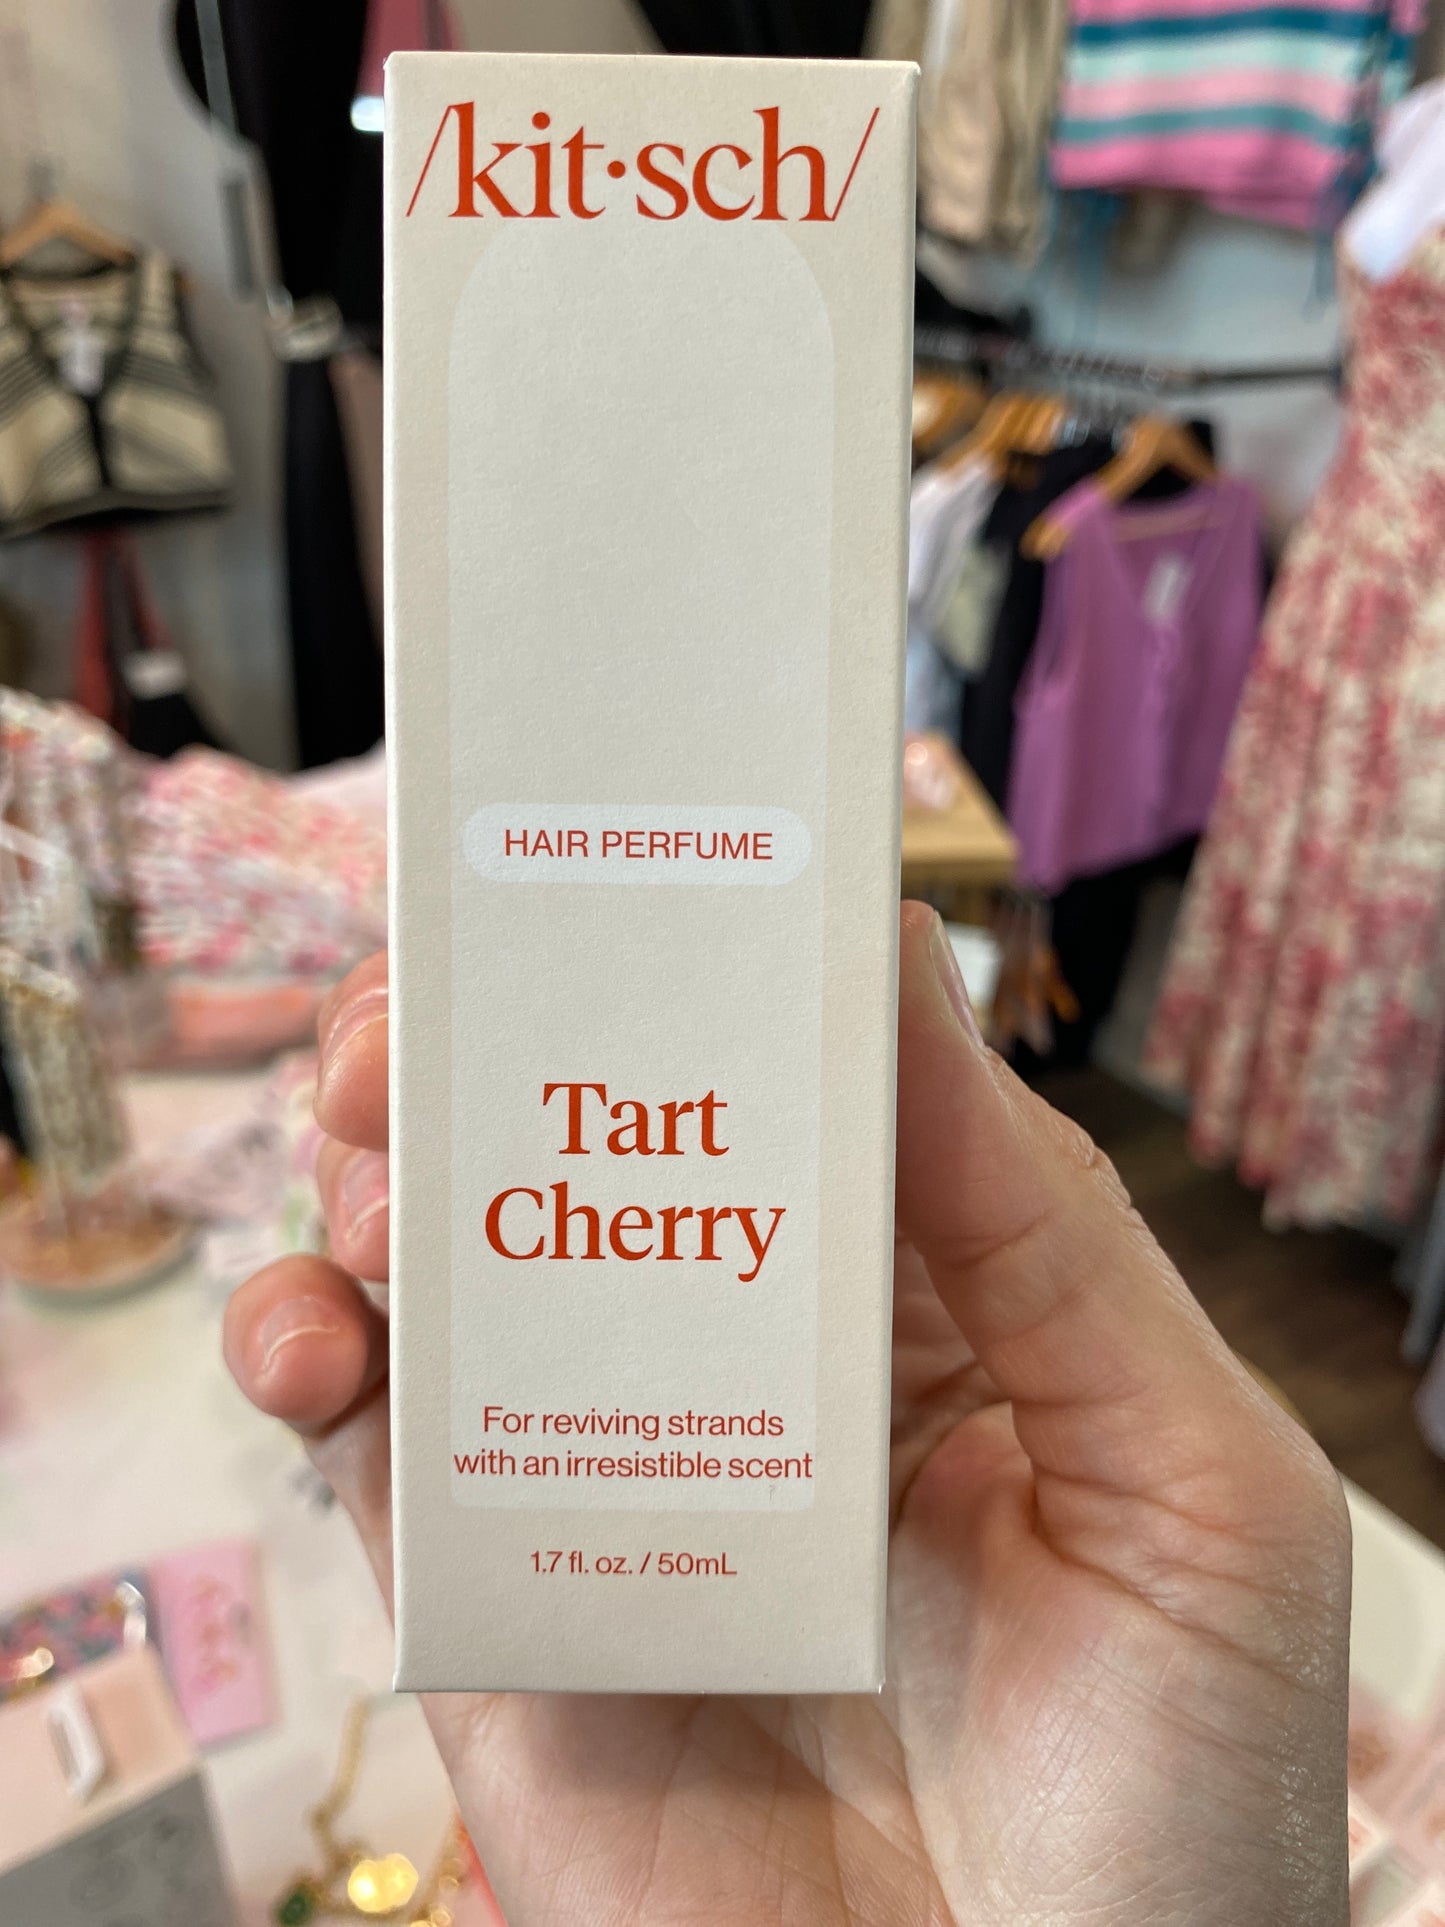 /kit·sch/
HAIR PERFUME
Tart
Cherry
For reviving strands
with an irresistible scent
1.7 fl. oz. / 50mL